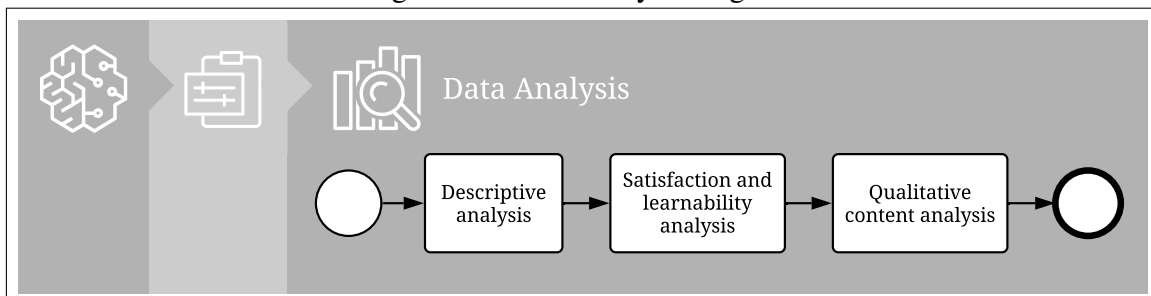 Data Analysis
Descriptive
analysis
Satisfaction and
learnability
analysis
Qualitative
content analysis